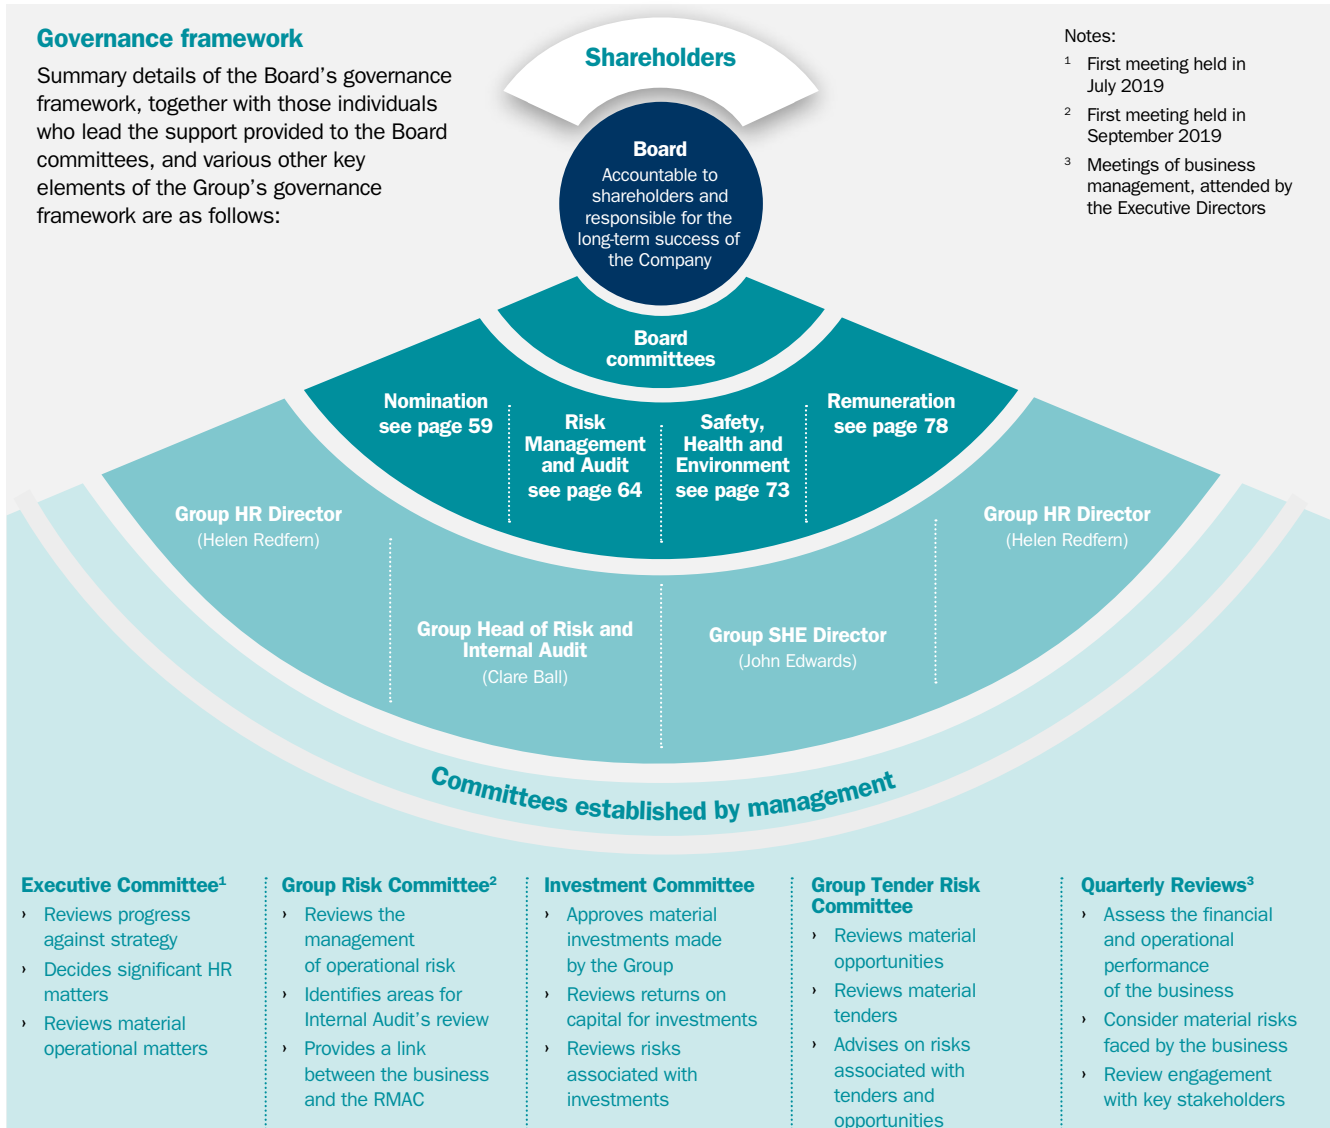 Governance framework
Summary details of the Board’s governance
framework, together with those individuals
who lead the support provided to the Board
committees, and various other key
elements of the Group’s governance
framework are as follows:
Shareholders
Notes:
1 First meeting held in
July 2019
2 First meeting held in
September 2019
3 Meetings of business
management, attended by
the Executive Directors
Board
Accountable to
shareholders and
responsible for the
long-term success of
the Company
Board
committees
Nomination
see page 59
Risk
Management
and Audit
see page 64
Safety,
Health and
Environment
see page 73
Remuneration
see page 78
Group HR Director
(Helen Redfern)
Group Head of Risk and
Internal Audit
(Clare Ball)
Group SHE Director
(John Edwards)
Group HR Director
(Helen Redfern)
Committees established by management
Executive Committee1
› Reviews progress
against strategy
› Decides significant HR
matters
› Reviews material
operational matters
Group Risk Committee2
› Reviews the
management
of operational risk
› Identifies areas for
Internal Audit’s review
› Provides a link
between the business
and the RMAC
Investment Committee
› Approves material
investments made
by the Group
› Reviews returns on
capital for investments
› Reviews risks
associated with
investments
Group Tender Risk
Committee
› Reviews material
opportunities
› Reviews material
tenders
› Advises on risks
associated with
tenders and
opportunities
Quarterly Reviews3
› Assess the financial
and operational
performance
of the business
› Consider material risks
faced by the business
› Review engagement
with key stakeholders